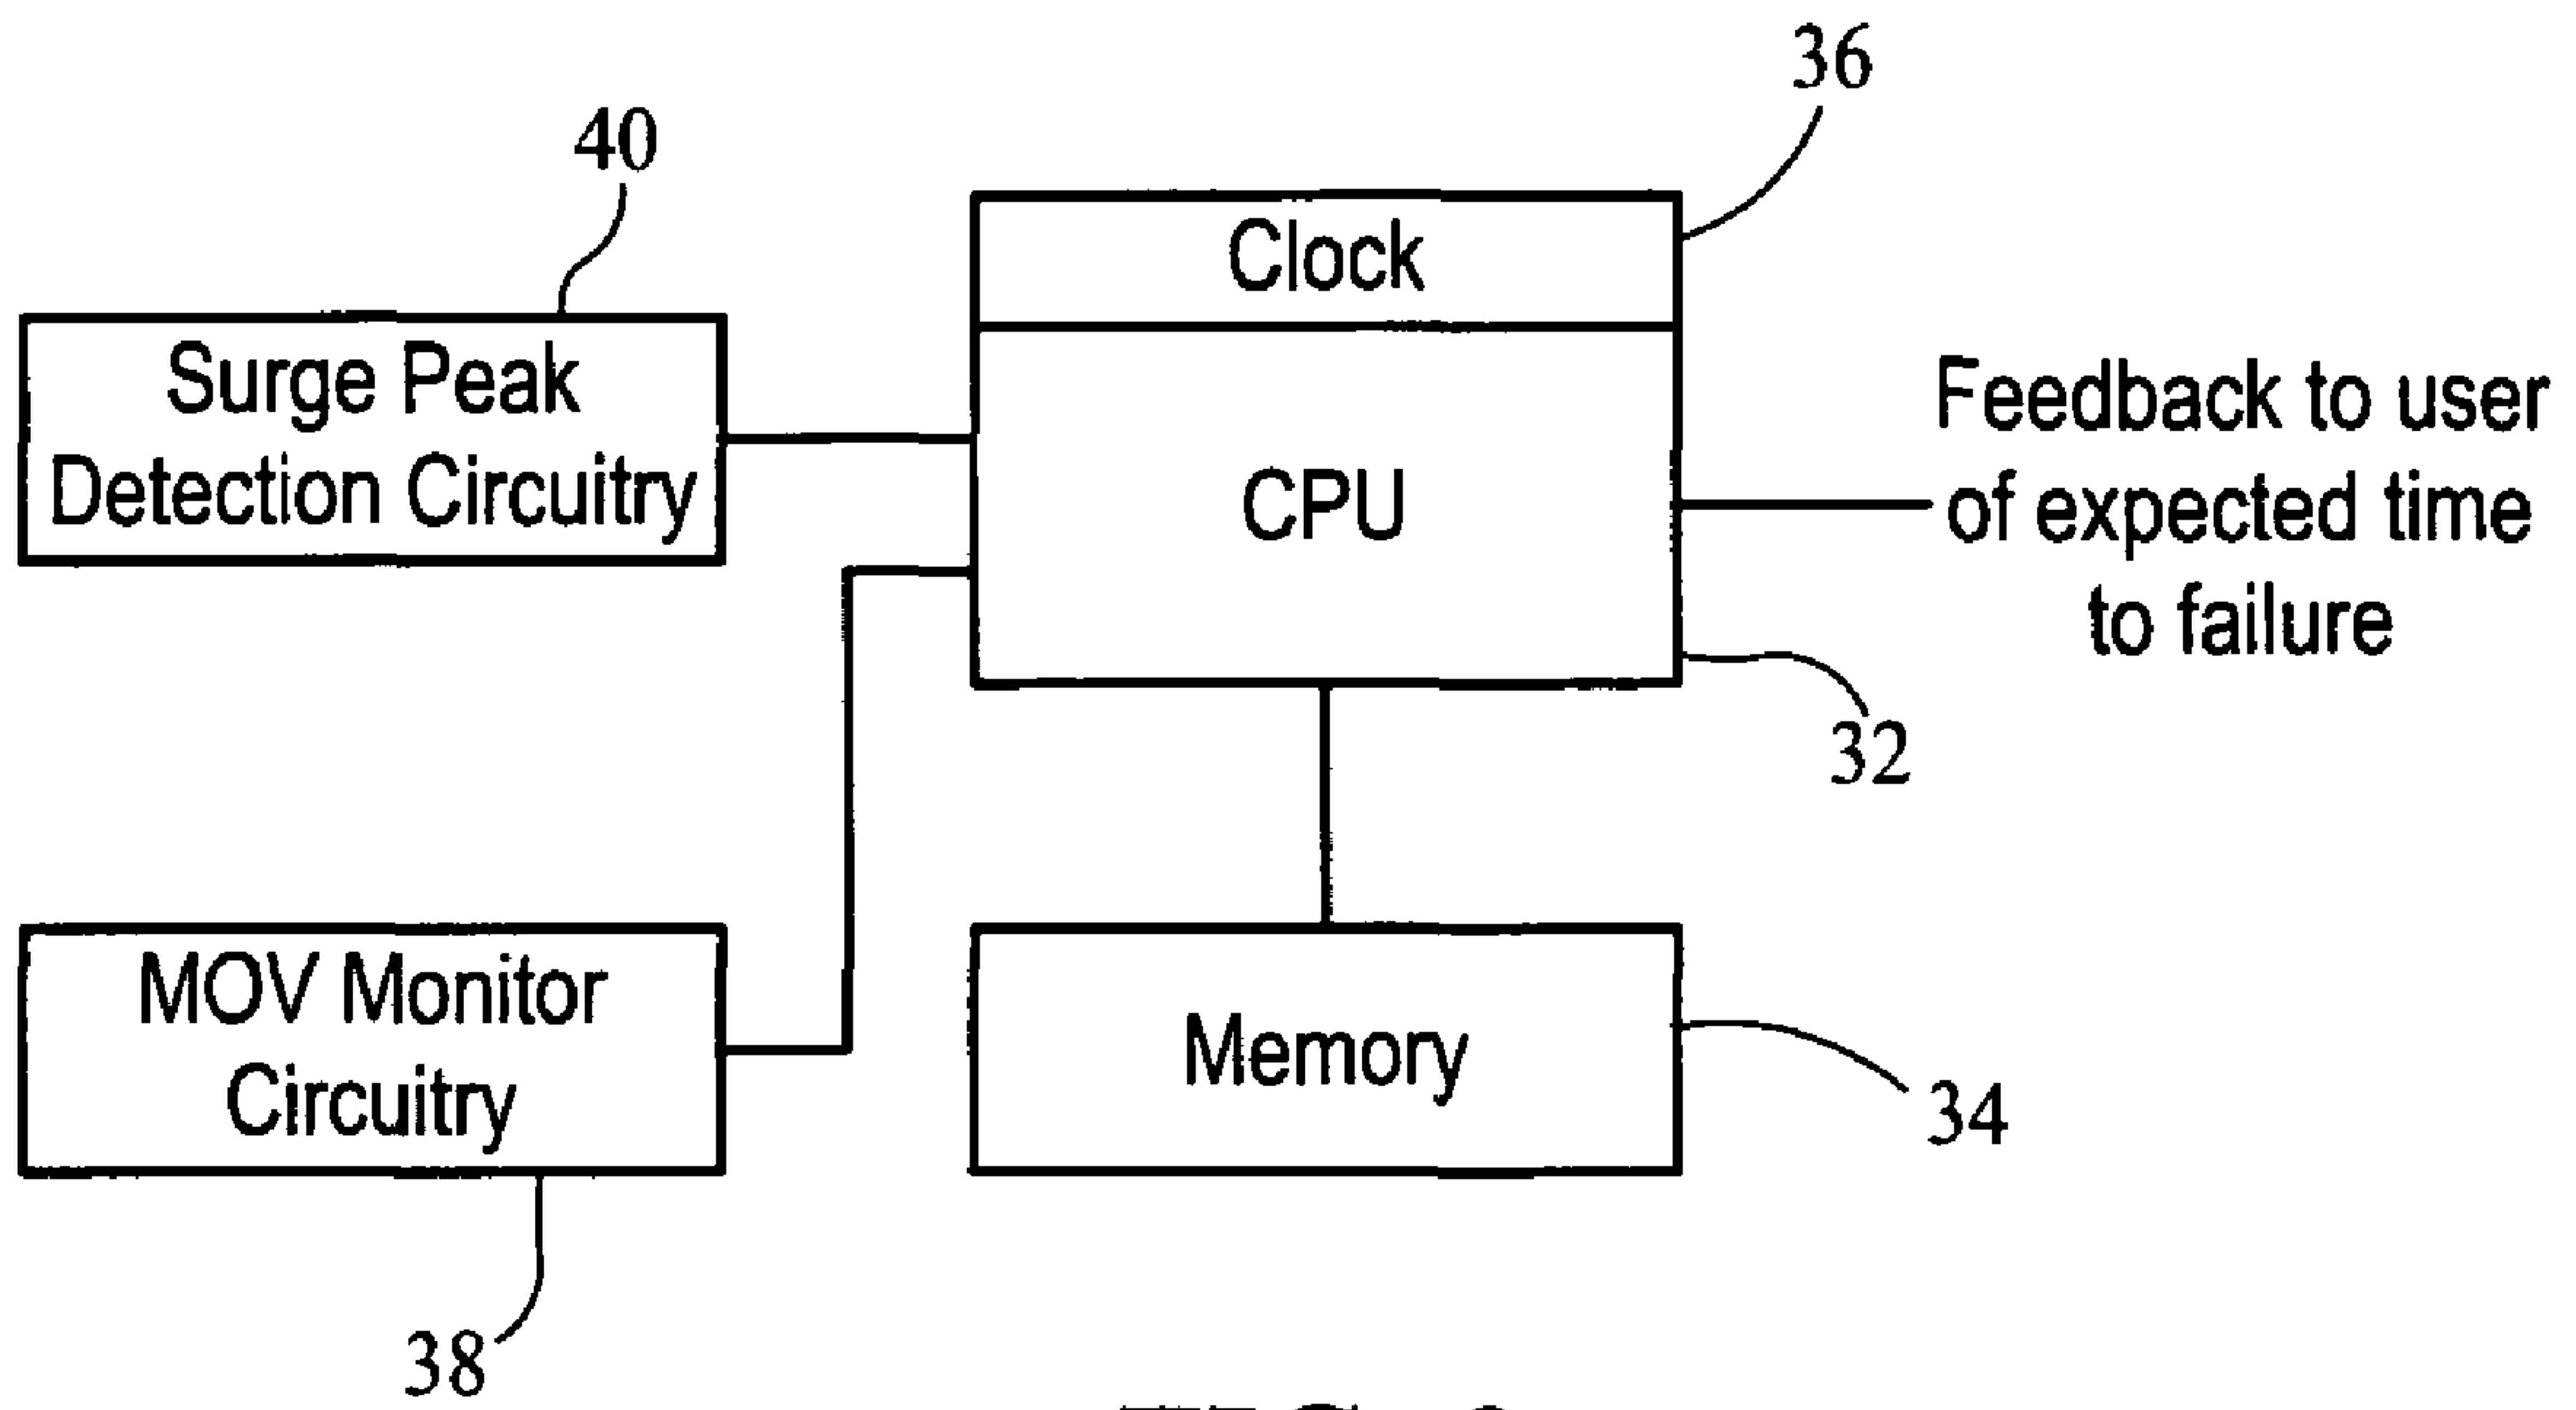 36
40
Clock
Surge Peak
Detection Circuitry
CPU
Feedback to user
of expected time
to failure
32
MOV Monitor
Circuitry
Memory
34
38